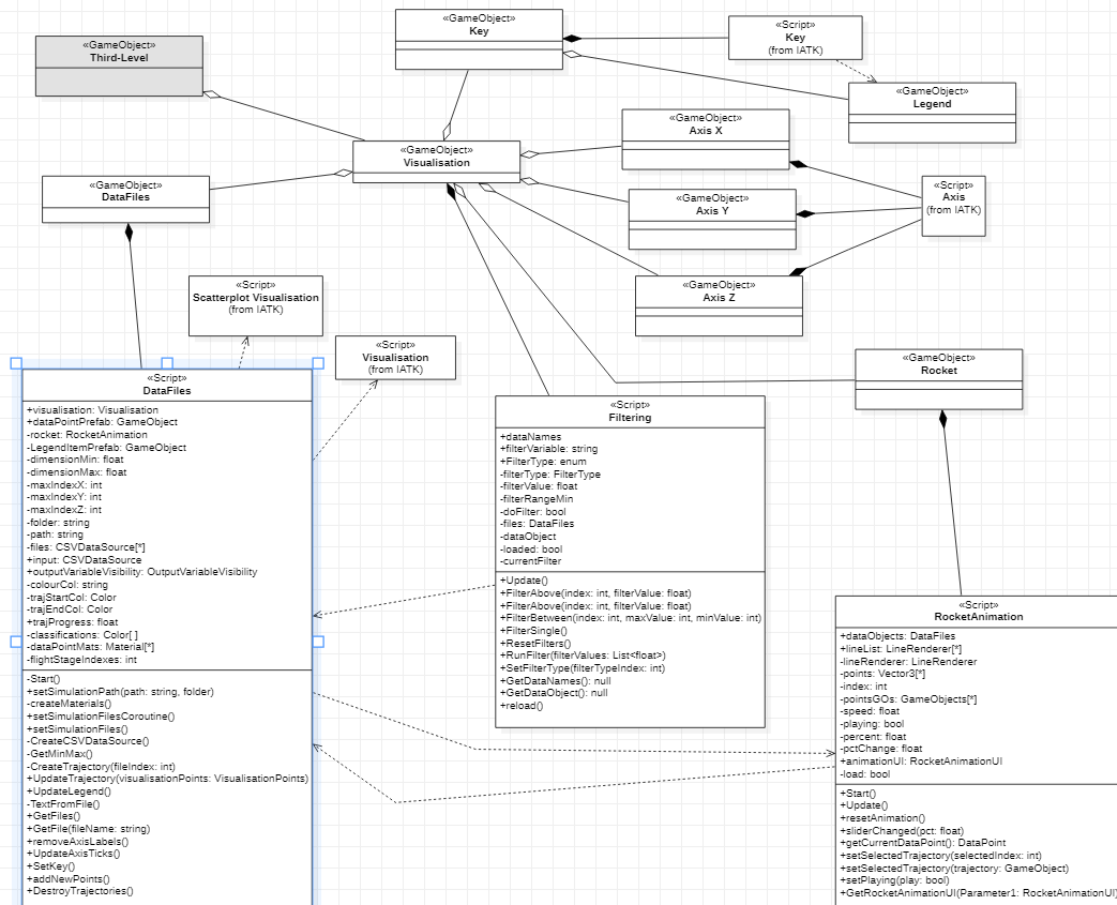 «GameObject»
Third-Level
«GameObject»
Key
«Script»
Key
(from IATK)
«GameObject»
Legend
«GameObject»
Axis X
«GameObject»
Visualisation
«GameObject»
DataFiles
«GameObject»
Axis Y
«Script»
Axis
(from IATK)
«GameObject»
Axis Z
«Script»
Scatterplot Visualisation
(from IATK)
«Script»
Visualisation
(from IATK)
«GameObject»
Rocket
«Script»
DataFiles
+visualisation: Visualisation
+dataPointPrefab: GameObject
-rocket: RocketAnimation
-LegendItemPrefab: GameObject
-dimensionMin: float
-dimensionMax: float
-maxIndexX: int
-maxIndexY: int
-maxIndexZ: int
-folder: string
-path: string
-files: CSVDataSource[*]
+input: CSVDataSource
+outputVariableVisibility: OutputVariableVisibility
-colourCol: string
-trajStartCol: Color
-trajEndCol: Color
+trajProgress: float
-classifications: Color[ ]
-dataPointMats: Material[*]
-flightStageIndexes: int
-Start()
+setSimulationPath(path: string, folder)
-createMaterials()
+setSimulationFilesCoroutine()
+setSimulationFiles()
-CreateCSVDataSource()
-GetMinMax()
-CreateTrajectory(fileIndex: int)
+UpdateTrajectory(visualisationPoints: VisualisationPoints)
+UpdateLegend()
-TextFromFile()
+GetFiles()
+GetFile(fileName: string)
+removeAxisLabels()
+UpdateAxisTicks()
+SetKey()
+addNewPoints()
+DestroyTrajectories()
«Script»
Filtering
+dataNames
+filterVariable: string
+FilterType: enum
-filterType: FilterType
-filterValue: float
-filterRangeMin
-doFilter: bool
-files: DataFiles
-dataObject
-loaded: bool
-currentFilter
+Update()
+FilterAbove(index: int, filterValue: float)
+FilterAbove(index: int, filterValue: float)
+FilterBetween(index: int, maxValue: int, minValue: int)
+FilterSingle()
+ResetFilters()
+RunFilter(filterValues: List<float>)
+SetFilterType(filterTypeIndex: int)
+GetDataNames(): null
+GetDataObject(): null
+reload()
«Script»
RocketAnimation
+dataObjects: DataFiles
+lineList: LineRenderer[*]
-lineRenderer: LineRenderer
-points: Vector3[*]
-index: int
-pointsGOs: GameObjects[*]
-speed: float
-playing: bool
-percent: float
-pctChange: float
+animationUI: RocketAnimationUI
-load: bool
+Start()
+Update()
+resetAnimation()
+sliderChanged(pct: float)
+getCurrentDataPoint(): DataPoint
+setSelectedTrajectory(selectedIndex: int)
+setSelectedTrajectory(trajectory: GameObject)
+setPlaying(play: bool)
+GetRocketAnimationUI(Parameter1: RocketAnimationUI)